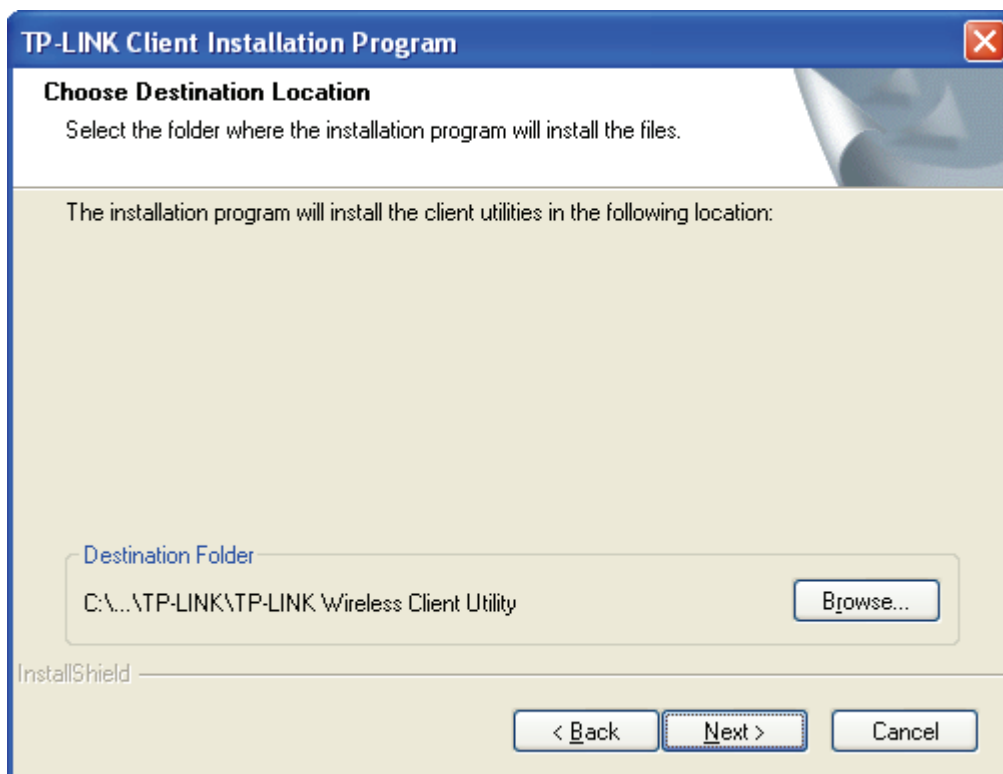 TP-LINK Client Installation Program
Choose Destination Location
Select the folder where the installation program will install the files.
The installation program will install the client utilities in the following location:
Destination Folder
C:\...\TP-LINK\TP-LINK Wireless Client Utility
Browse...
InstallShield
< Back
Next >
Cancel